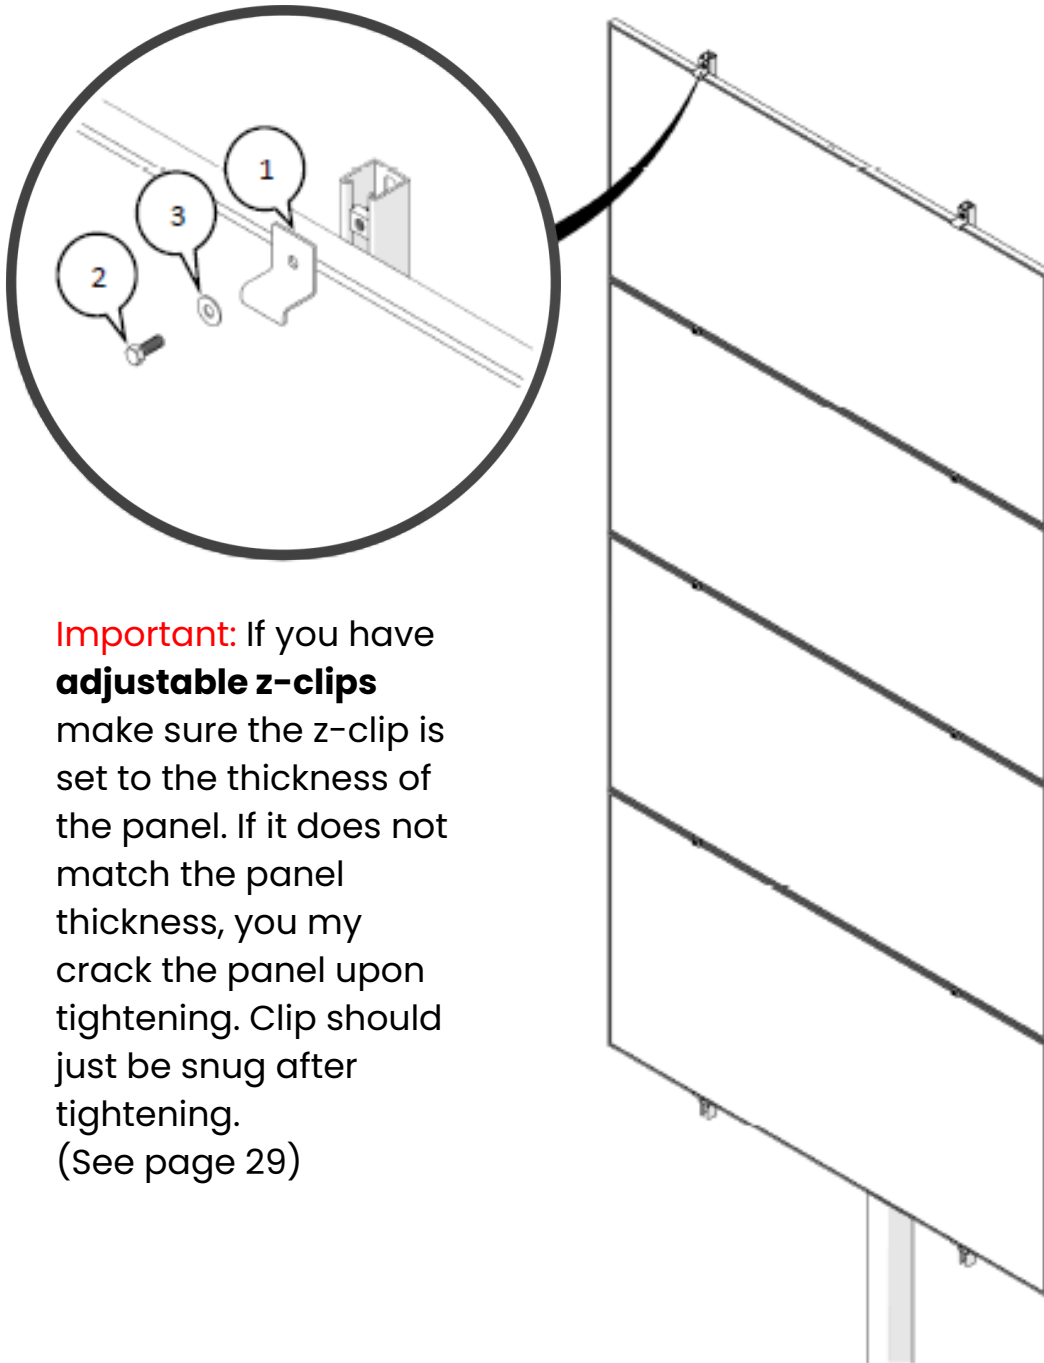 1
3
2
Important: If you have
adjustable z-clips
make sure the z-clip is
set to the thickness of
the panel. If it does not
match the panel
thickness, you my
crack the panel upon
tightening. Clip should
just be snug after
tightening.
(See page 29)